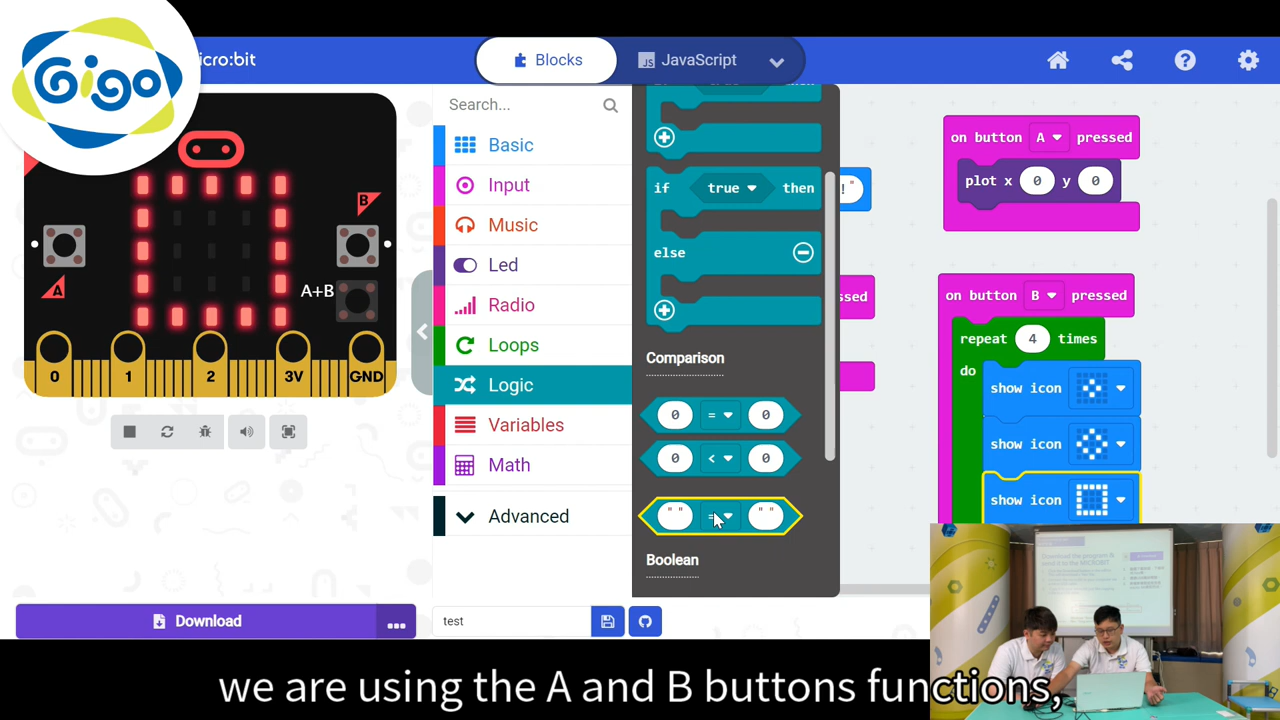 Gigo
icro:bit
Blocks
JavaScript
Search...
Basic
Input
Music
Led
Radio
Loops
Logic
Variables
Math
Advanced
B
A
A+B
0 1 2 3V GND
Download
...
test
if true then
else
Comparison
0 = 0
0 < 0
" " = " "
Boolean
!"
ssed
on button A pressed
plot x 0 y 0
on button B pressed
repeat 4 times
do
show icon
show icon
show icon
we are using the A and B buttons functions,